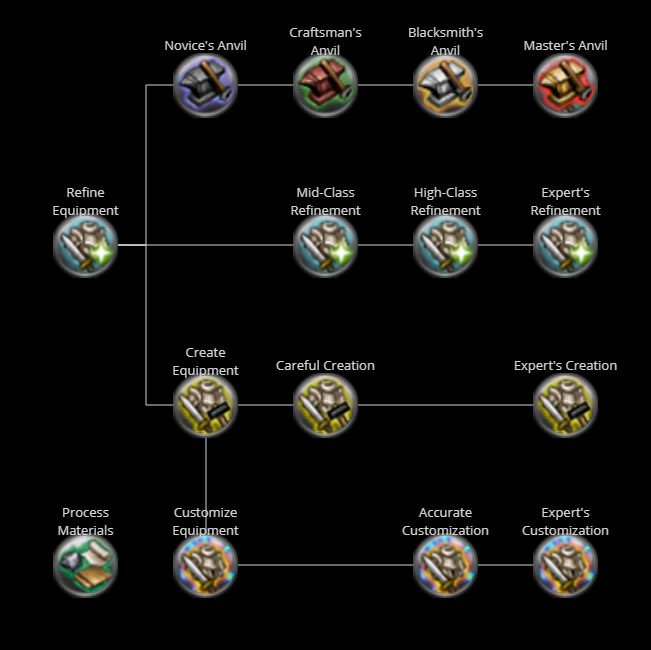 Novice's Anvil
Craftsman's
Anvil
Blacksmith's
Anvil
Master's Anvil
Refine
Equipment
Mid-Class
Refinement
High-Class
Refinement
Expert's
Refinement
Create
Equipment
Careful Creation
Expert's Creation
Process
Materials
Customize
Equipment
Accurate
Customization
Expert's
Customization